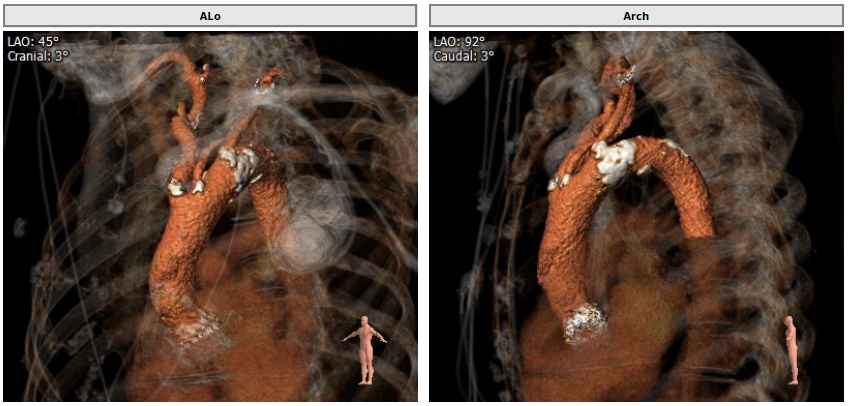 ALo
Arch
LAO: 45°
Cranial: 3°
LAO: 92°
Caudal: 3°